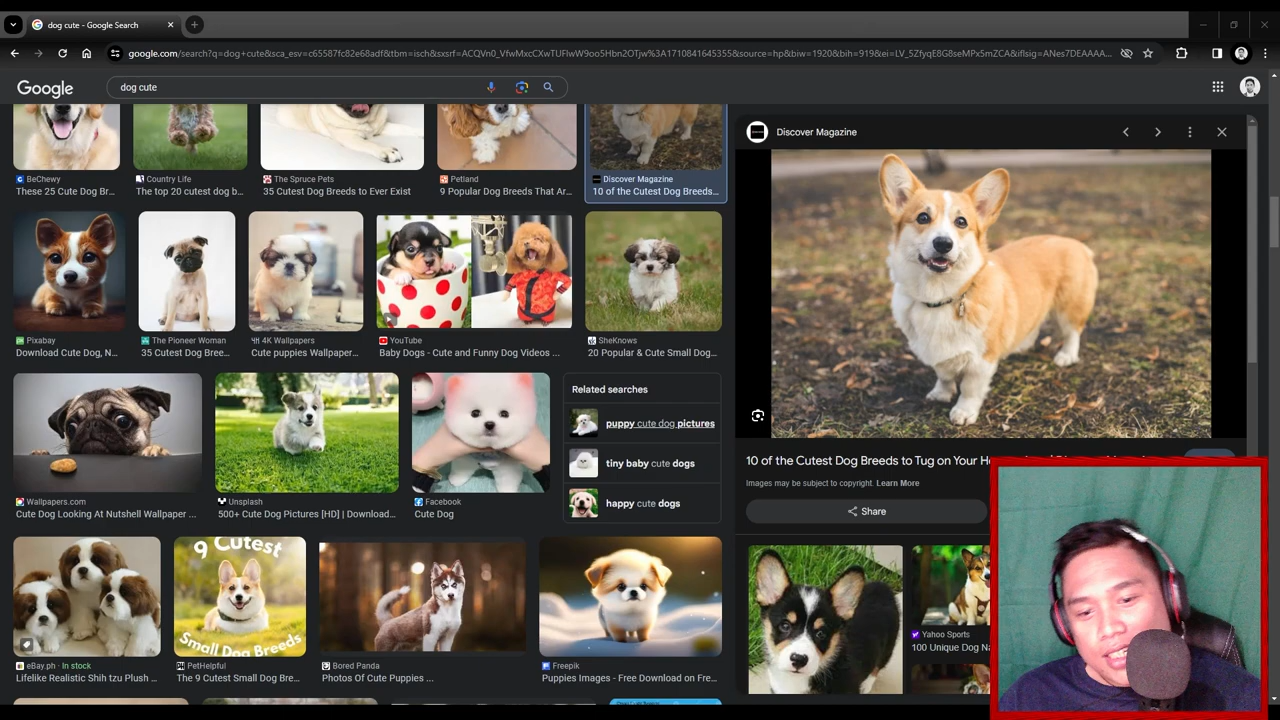 dog cute - Google Search
google.com/search?q=dog+cute&sca_esv=c65587fc82e68adf&tbm=isch&sxsrf=ACQVn0_VfwMxcCXwTUFlwW9oo5Hbn2OTjw%3A1710841645355&source=hp&biw=1920&bih=919&ei=LV_5ZfyqE8G8seMPx5mZCA&iflsig=ANes7DEAAAA...
Google
dog cute
BeChewy
These 25 Cute Dog Br...
Country Life
The top 20 cutest dog b...
The Spruce Pets
35 Cutest Dog Breeds to Ever Exist
Petland
9 Popular Dog Breeds That Ar...
Discover Magazine
10 of the Cutest Dog Breeds...
Pixabay
Download Cute Dog, N...
The Pioneer Woman
35 Cutest Dog Bree...
4K Wallpapers
Cute puppies Wallpaper...
YouTube
Baby Dogs - Cute and Funny Dog Videos ...
SheKnows
20 Popular & Cute Small Dog...
Wallpapers.com
Cute Dog Looking At Nutshell Wallpaper ...
Unsplash
500+ Cute Dog Pictures [HD] | Download...
Facebook
Cute Dog
Related searches
puppy cute dog pictures
tiny baby cute dogs
happy cute dogs
9 Cutest
Small Dog Breeds
eBay.ph · In stock
Lifelike Realistic Shih tzu Plush ...
PetHelpful
The 9 Cutest Small Dog Bre...
Bored Panda
Photos Of Cute Puppies ...
Freepik
Puppies Images - Free Download on Fre...
Discover Magazine
10 of the Cutest Dog Breeds to Tug on Your He
Images may be subject to copyright. Learn More
Share
Yahoo Sports
100 Unique Dog Na